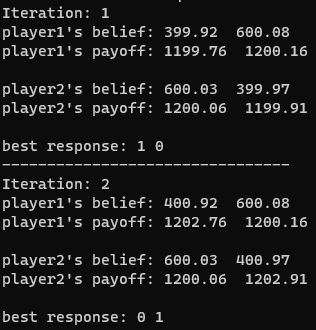 Iteration: 1
player1's belief: 399.92  600.08
player1's payoff: 1199.76  1200.16
player2's belief: 600.03  399.97
player2's payoff: 1200.06  1199.91
best response: 1 0
--------------------------------
Iteration: 2
player1's belief: 400.92  600.08
player1's payoff: 1202.76  1200.16
player2's belief: 600.03  400.97
player2's payoff: 1200.06  1202.91
best response: 0 1